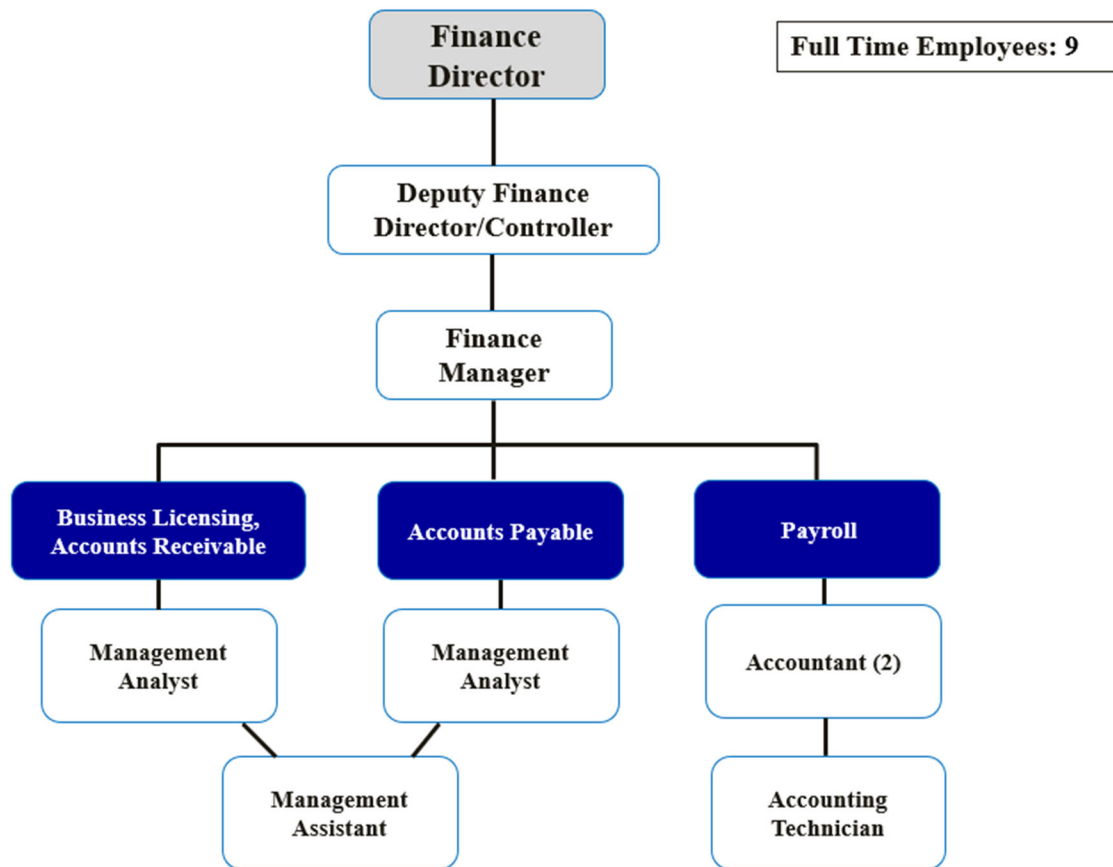 Finance
Director
Full Time Employees: 9
Deputy Finance
Director/Controller
Finance
Manager
Business Licensing,
Accounts Receivable
Accounts Payable
Payroll
Management
Analyst
Management
Analyst
Accountant (2)
Management
Assistant
Accounting
Technician